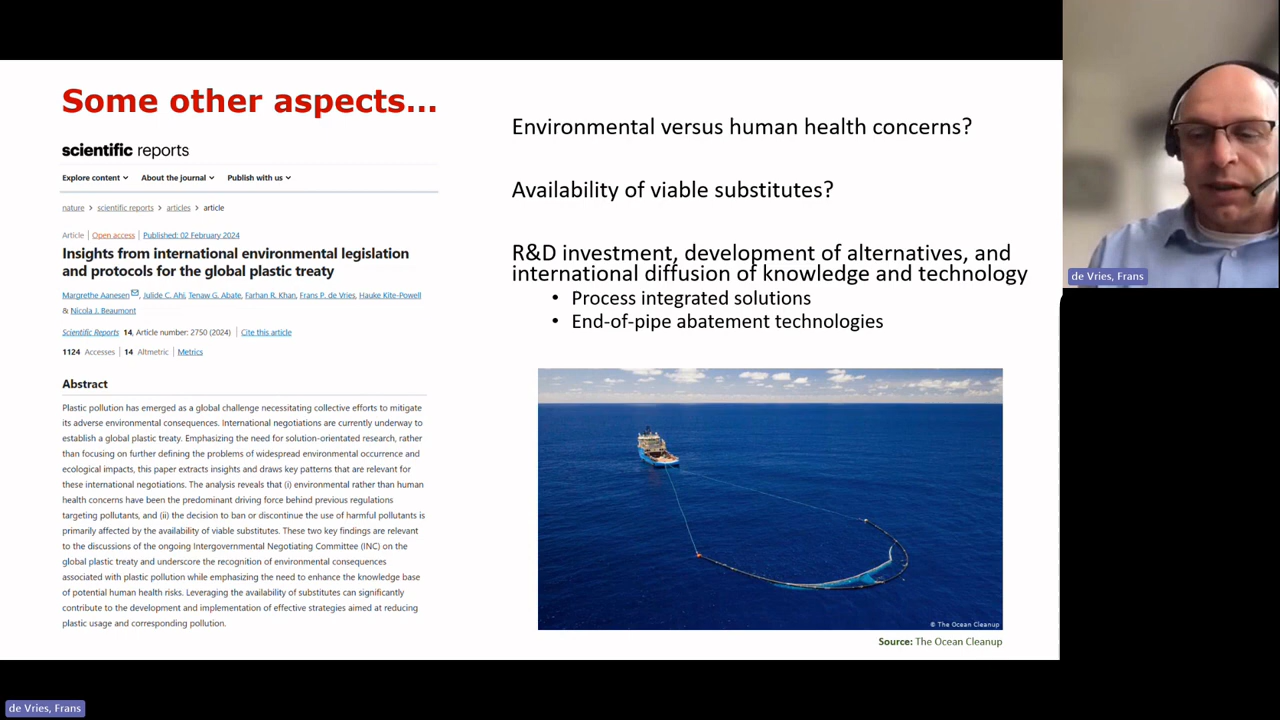 Some other aspects...
scientific reports
Explore content
About the journal
Publish with us
nature > scientific reports > articles > article
Article | Open access | Published: 02 February 2024
Insights from international environmental legislation
and protocols for the global plastic treaty
Margrethe Aanesen, Julide C. Ahi, Tenaw G. Abate, Farhan R. Khan, Frans P. de Vries, Hauke Kite-Powell
& Nicola J. Beaumont
Scientific Reports 14, Article number: 2750 (2024) | Cite this article
1124 Accesses | 14 Altmetric | Metrics
Abstract
Plastic pollution has emerged as a global challenge necessitating collective efforts to mitigate
its adverse environmental consequences. International negotiations are currently underway to
establish a global plastic treaty. Emphasizing the need for solution-orientated research, rather
than focusing on further defining the problems of widespread environmental occurrence and
ecological impacts, this paper extracts insights and draws key patterns that are relevant for
these international negotiations. The analysis reveals that (i) environmental rather than human
health concerns have been the predominant driving force behind previous regulations
targeting pollutants, and (ii) the decision to ban or discontinue the use of harmful pollutants is
primarily affected by the availability of viable substitutes. These two key findings are relevant
to the discussions of the ongoing Intergovernmental Negotiating Committee (INC) on the
global plastic treaty and underscore the recognition of environmental consequences
associated with plastic pollution while emphasizing the need to enhance the knowledge base
of potential human health risks. Leveraging the availability of substitutes can significantly
contribute to the development and implementation of effective strategies aimed at reducing
plastic usage and corresponding pollution.
Environmental versus human health concerns?
Availability of viable substitutes?
R&D investment, development of alternatives, and
international diffusion of knowledge and technology
• Process integrated solutions
• End-of-pipe abatement technologies
© The Ocean Cleanup
Source: The Ocean Cleanup
de Vries, Frans
de Vries, Frans